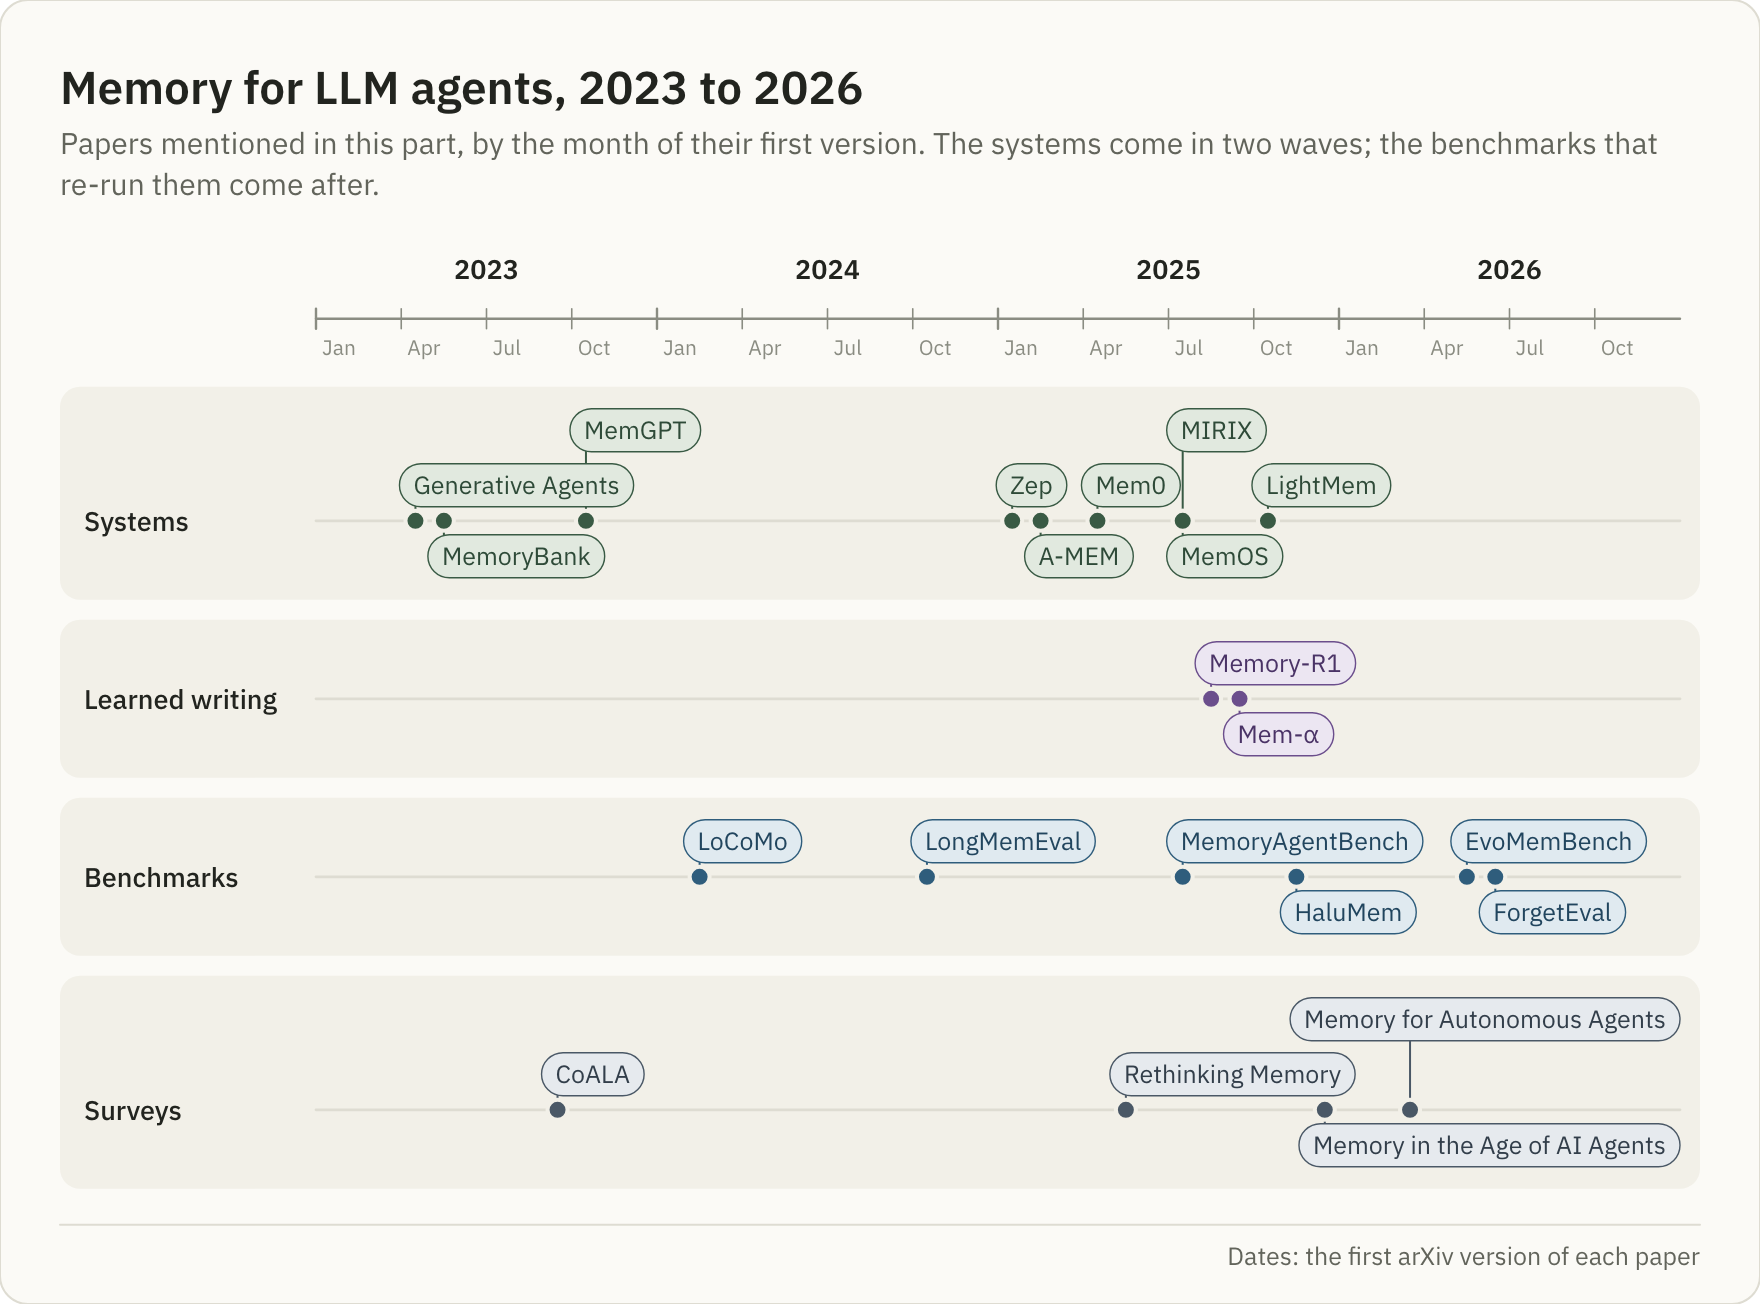 Memory for LLM agents, 2023 to 2026
Papers mentioned in this part, by the month of their first version. The systems come in two waves; the benchmarks that
re-run them come after.
2023 2024 2025 2026
Jan Apr Jul Oct Jan Apr Jul Oct Jan Apr Jul Oct Jan Apr Jul Oct
MemGPT MIRIX
Generative Agents Zep Mem0 LightMem
Systems
MemoryBank A-MEM MemOS
Memory-R1
Learned writing
Mem-α
LoCoMo LongMemEval MemoryAgentBench EvoMemBench
Benchmarks
HaluMem ForgetEval
Memory for Autonomous Agents
CoALA Rethinking Memory
Surveys
Memory in the Age of AI Agents
Dates: the first arXiv version of each paper